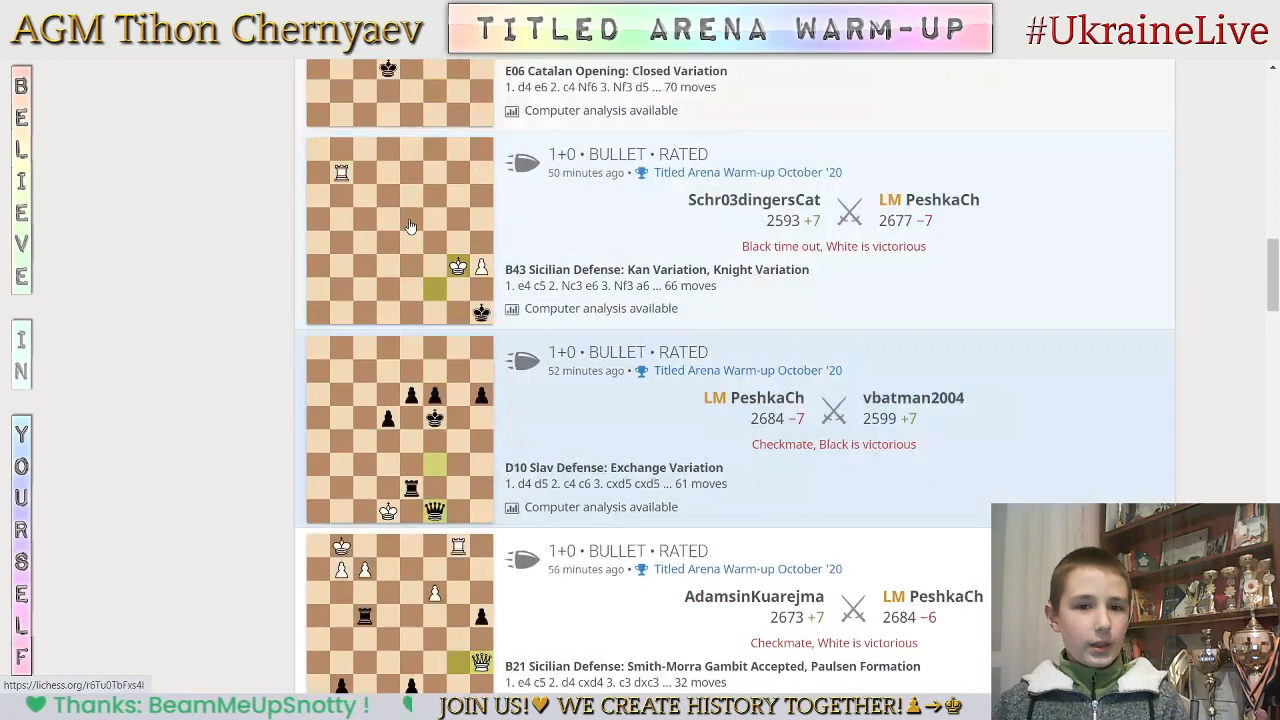 AGM Tihon Chernyaev
TITLED ARENA WARM-UP
#UkraineLive
BELIEVE
IN
YOURSELF
E06 Catalan Opening: Closed Variation
1. d4 e6 2. c4 Nf6 3. Nf3 d5 ... 70 moves
Computer analysis available
1+0 • BULLET • RATED
50 minutes ago • Titled Arena Warm-up October '20
Schr03dingersCat LM PeshkaCh
2593 +7 2677 −7
Black time out, White is victorious
B43 Sicilian Defense: Kan Variation, Knight Variation
1. e4 c5 2. Nc3 e6 3. Nf3 a6 ... 66 moves
Computer analysis available
1+0 • BULLET • RATED
52 minutes ago • Titled Arena Warm-up October '20
LM PeshkaCh vbatman2004
2684 −7 2599 +7
Checkmate, Black is victorious
D10 Slav Defense: Exchange Variation
1. d4 d5 2. c4 c6 3. cxd5 cxd5 ... 61 moves
Computer analysis available
1+0 • BULLET • RATED
56 minutes ago • Titled Arena Warm-up October '20
AdamsinKuarejma LM PeshkaCh
2673 +7 2684 −6
Checkmate, White is victorious
B21 Sicilian Defense: Smith-Morra Gambit Accepted, Paulsen Formation
1. e4 c5 2. d4 cxd4 3. c3 dxc3 ... 32 moves
https://lichess.org/r6Tu0TbFxs4I
Thanks: BeamMeUpSnotty !
JOIN US! WE CREATE HISTORY TOGETHER!